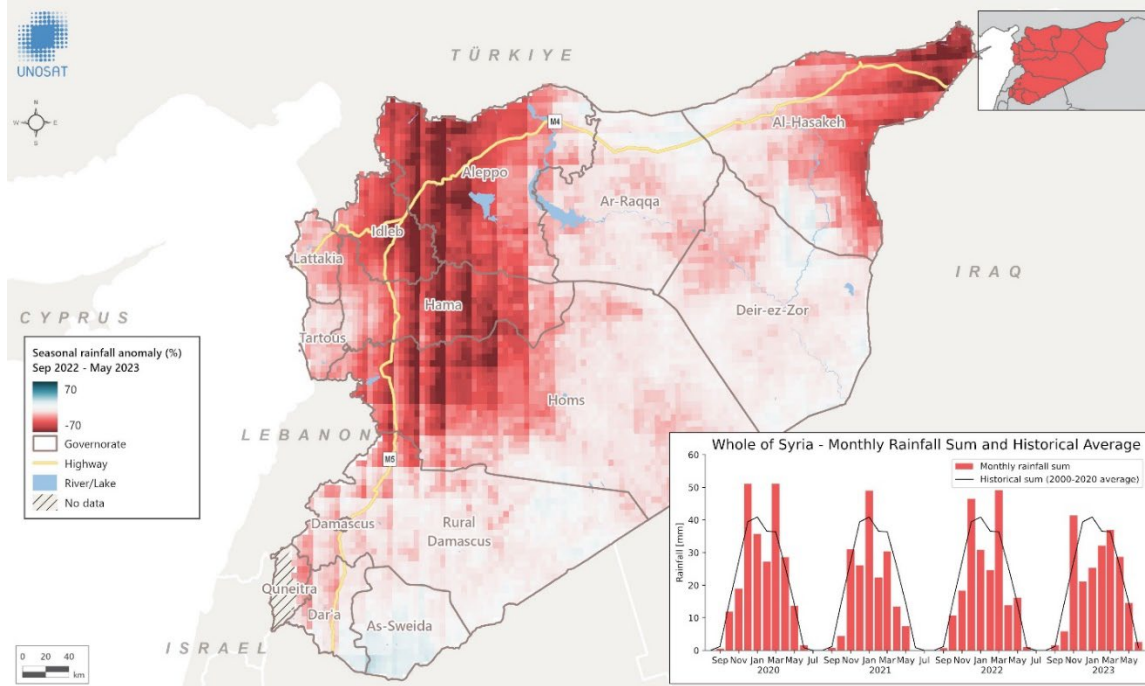 UNOSAT
N
W E
S
TÜRKIYE
M4
Al-Hasakeh
Aleppo
Ar-Raqqa
Idleb
Lattakia
IRAQ
Hama
Deir-ez-Zor
CYPRUS
Tartous
Homs
Seasonal rainfall anomaly (%)
Sep 2022 - May 2023
70
-70
Governorate
Highway
River/Lake
No data
LEBANON
M5
Damascus
Rural
Damascus
Quneitra
Dar'a
As-Sweida
ISRAEL
0 20 40
km
Whole of Syria - Monthly Rainfall Sum and Historical Average
Monthly rainfall sum
Historical sum (2000-2020 average)
Rainfall [mm]
60
50
40
30
20
10
0
Sep Nov Jan Mar May Jul Sep Nov Jan Mar May Jul Sep Nov Jan Mar May Jul Sep Nov Jan Mar May
2020 2021 2022 2023